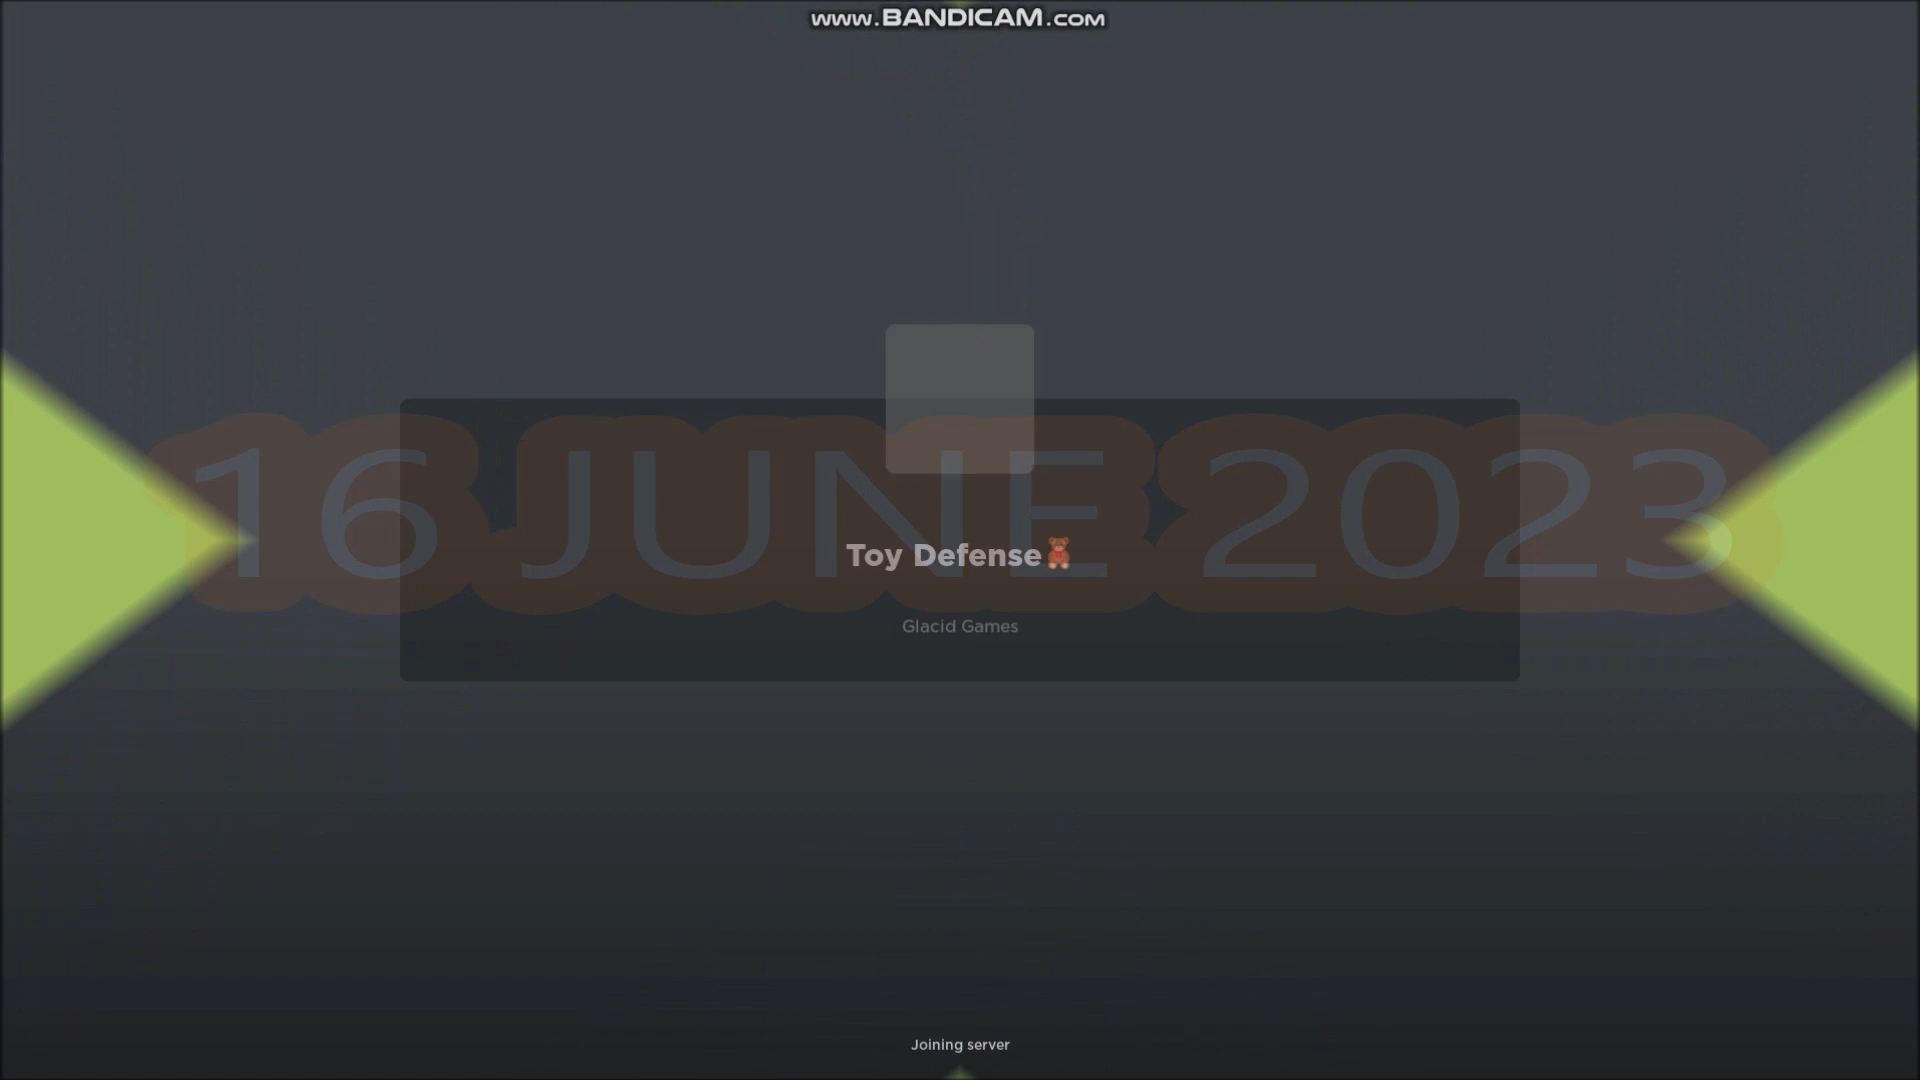 www.BANDICAM.com
16 JUNE 2023
Toy Defense🧸
Glacid Games
Joining server